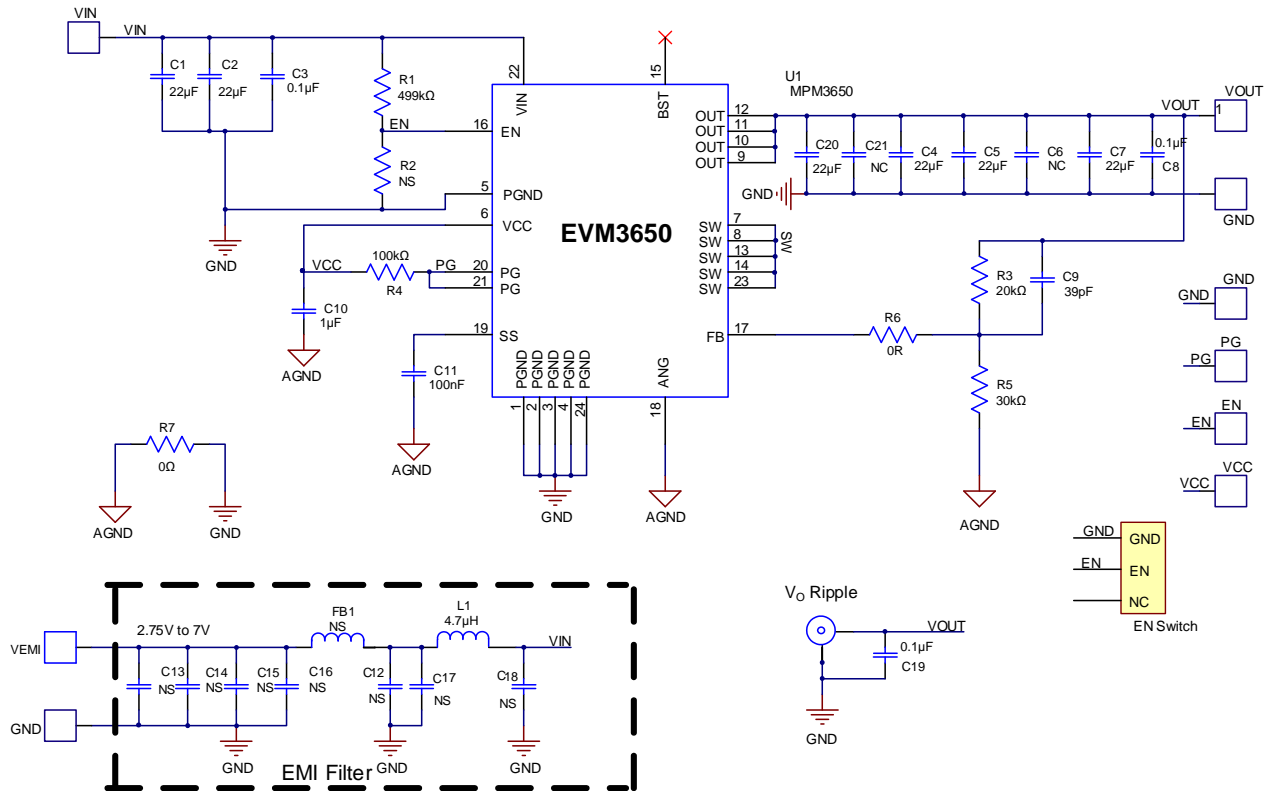 VIN
VIN
C1
22µF
C2
22µF
C3
0.1µF
R1
499kΩ
EN
R2
NS
GND
22
VIN
16
EN
5
PGND
6
VCC
VCC
100kΩ
R4
PG
20
PG
21
PG
C10
1µF
AGND
19
SS
C11
100nF
AGND
EVM3650
15
BST
U1
MPM3650
OUT
12
OUT
11
OUT
10
OUT
9
SW
7
SW
8
SW
13
SW
14
SW
23
SW
FB
17
PGND
PGND
PGND
PGND
PGND
1
2
3
4
24
GND
ANG
18
AGND
VOUT
VOUT
1
C20
22µF
C21
NC
C4
22µF
C5
22µF
C6
NC
C7
22µF
0.1µF
C8
GND
GND
R6
0R
R3
20kΩ
C9
39pF
R5
30kΩ
AGND
GND
GND
PG
PG
EN
EN
VCC
VCC
GND
GND
EN
EN
NC
EN Switch
R7
0Ω
AGND
GND
VEMI
2.75V to 7V
FB1
NS
L1
4.7µH
VIN
C13
NS
C14
NS
C15
NS
C16
NS
C12
NS
C17
NS
C18
NS
GND
GND
GND
GND
EMI Filter
VO Ripple
VOUT
0.1µF
C19
GND